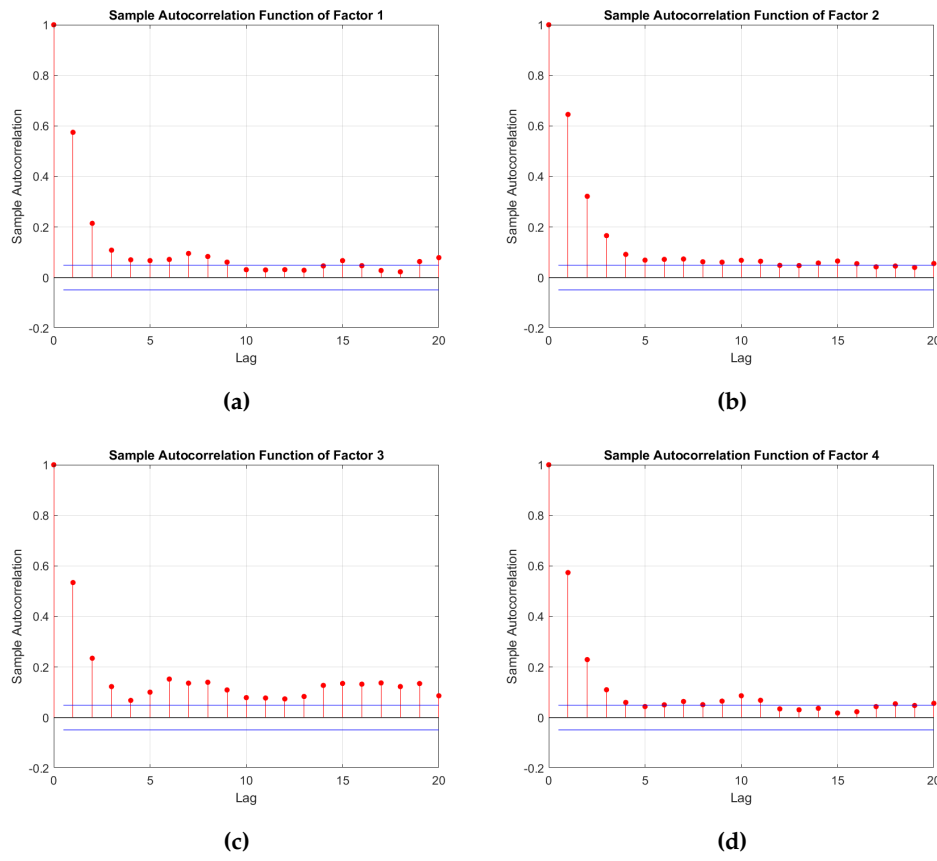 Sample Autocorrelation Function of Factor 1
1
0.8
0.6
0.4
0.2
0
-0.2
Sample Autocorrelation
0 5 10 15 20
Lag
(a)
Sample Autocorrelation Function of Factor 2
1
0.8
0.6
0.4
0.2
0
-0.2
Sample Autocorrelation
0 5 10 15 20
Lag
(b)
Sample Autocorrelation Function of Factor 3
1
0.8
0.6
0.4
0.2
0
-0.2
Sample Autocorrelation
0 5 10 15 20
Lag
(c)
Sample Autocorrelation Function of Factor 4
1
0.8
0.6
0.4
0.2
0
-0.2
Sample Autocorrelation
0 5 10 15 20
Lag
(d)